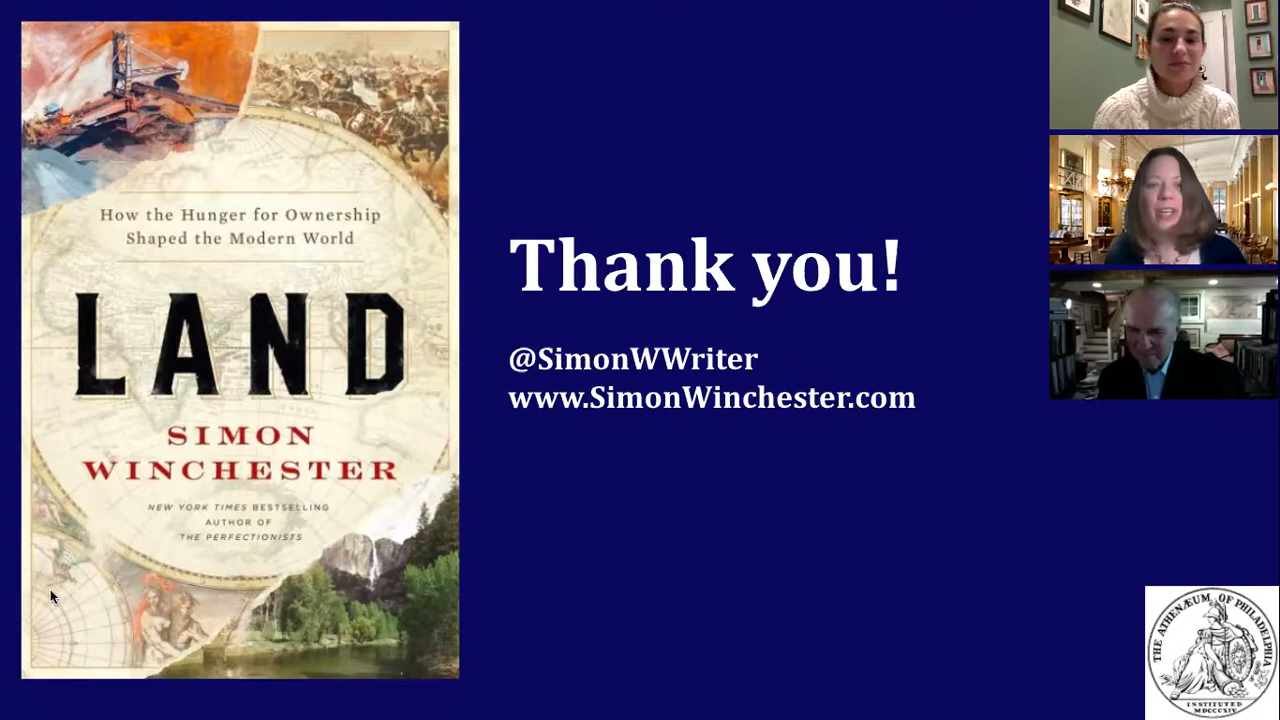 How the Hunger for Ownership
Shaped the Modern World
LAND
SIMON
WINCHESTER
NEW YORK TIMES BESTSELLING
AUTHOR OF
THE PERFECTIONISTS
Thank you!
@SimonWWriter
www.SimonWinchester.com
THE ATHENÆUM OF PHILADELPHIA
INSTITUTED
MDCCCXIV